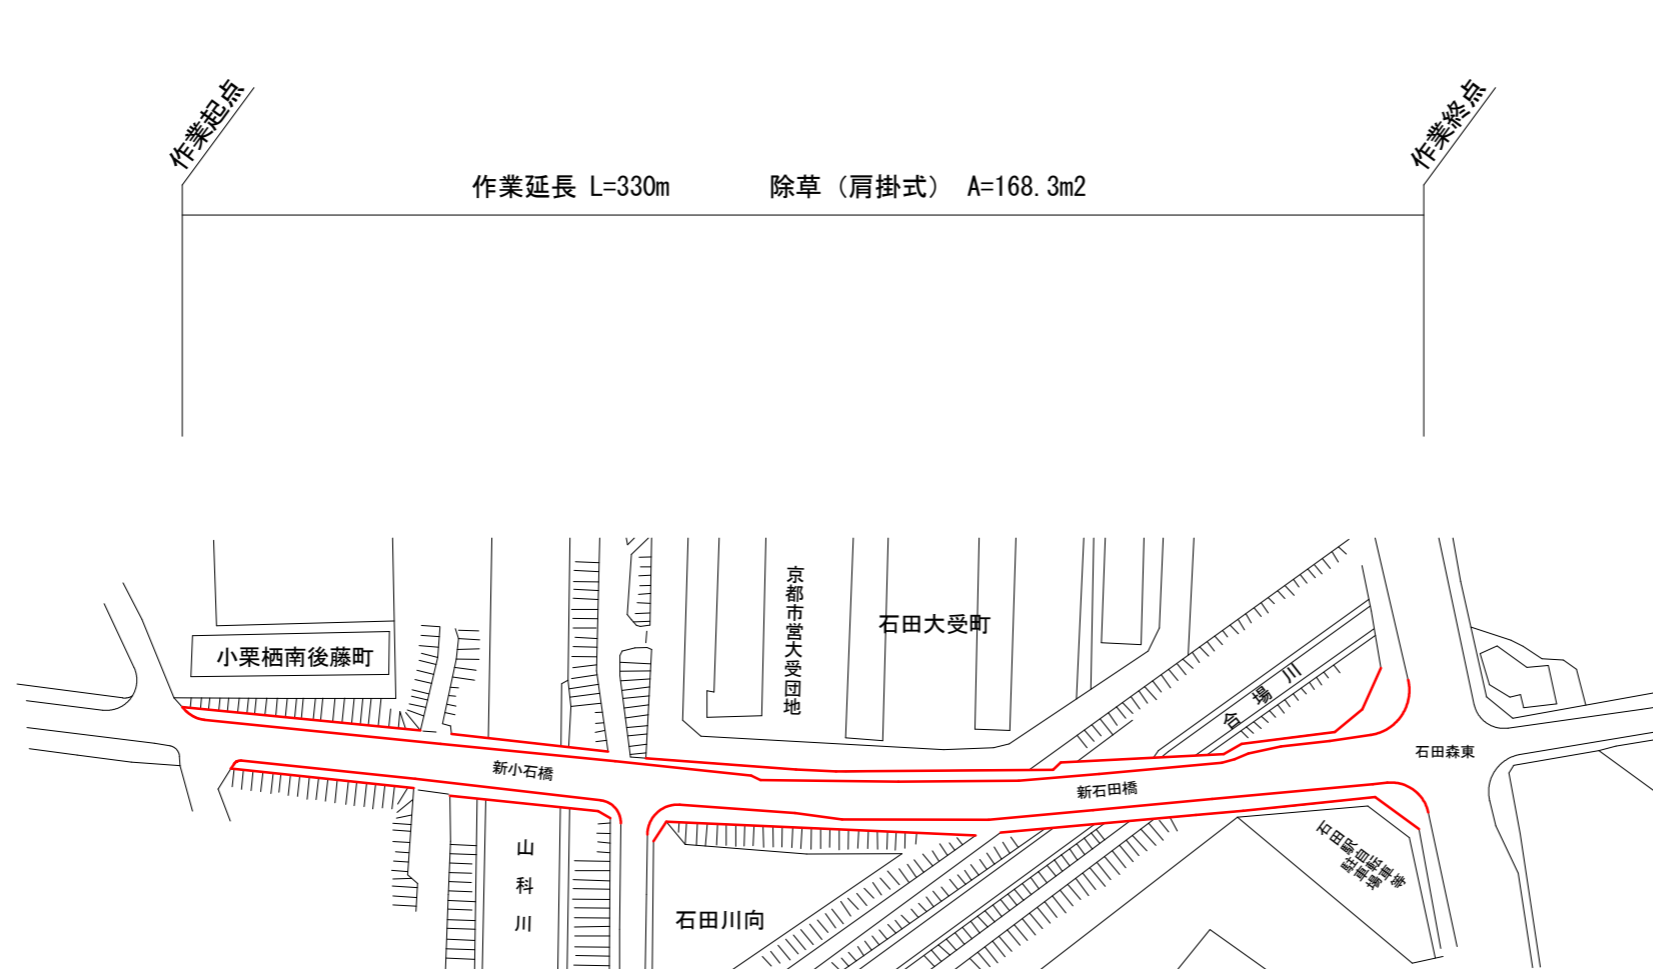 作業起点
作業終点
作業延長 L=330m
除草（肩掛式） A=168.3m2
京都市営大受団地
石田大受町
小栗栖南後藤町
合場川
石田森東
新小石橋
新石田橋
山科川
石田駅自転車等
駐車場
石田川向